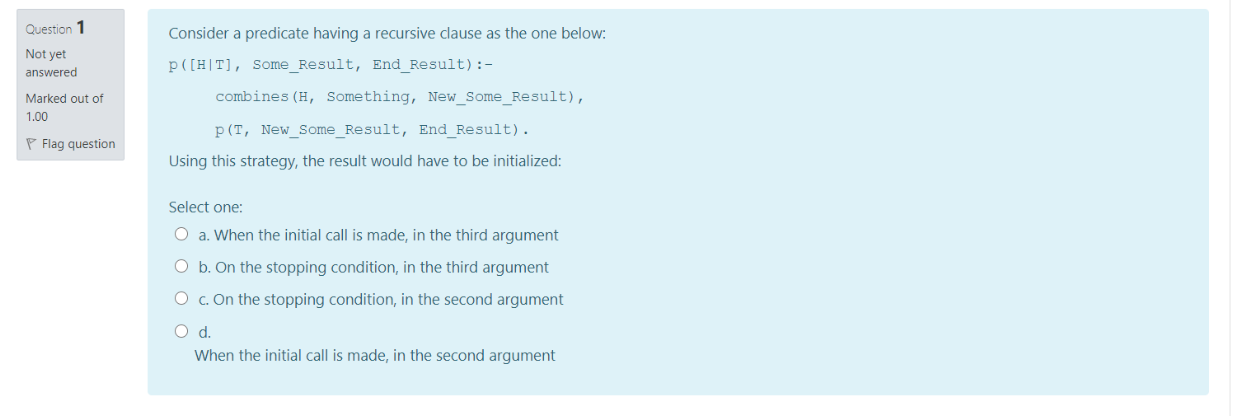 Question 1
Not yet
answered
Marked out of
1.00
Flag question
Consider a predicate having a recursive clause as the one below:
p([H|T], Some_Result, End_Result):-
combines(H, Something, New_Some_Result),
p(T, New_Some_Result, End_Result).
Using this strategy, the result would have to be initialized:
Select one:
a. When the initial call is made, in the third argument
b. On the stopping condition, in the third argument
c. On the stopping condition, in the second argument
d.
When the initial call is made, in the second argument